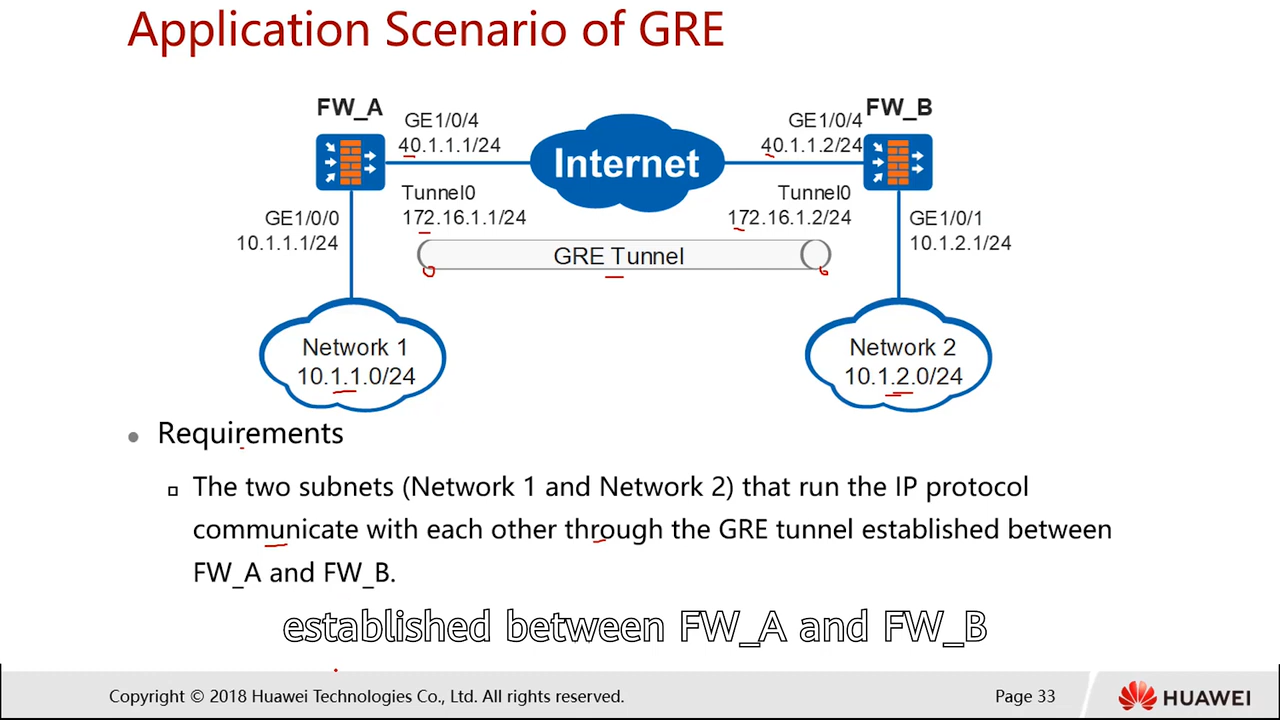 Application Scenario of GRE
FW_A
FW_B
GE1/0/4
40.1.1.1/24
GE1/0/4
40.1.1.2/24
Internet
Tunnel0
172.16.1.1/24
Tunnel0
172.16.1.2/24
GE1/0/0
10.1.1.1/24
GE1/0/1
10.1.2.1/24
GRE Tunnel
Network 1
10.1.1.0/24
Network 2
10.1.2.0/24
Requirements
The two subnets (Network 1 and Network 2) that run the IP protocol
communicate with each other through the GRE tunnel established between
FW_A and FW_B.
established between FW_A and FW_B
Copyright © 2018 Huawei Technologies Co., Ltd. All rights reserved.
Page 33
HUAWEI